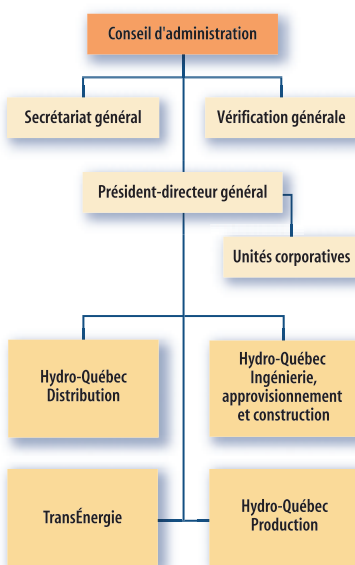 Conseil d'administration
Secrétariat général
Vérification générale
Président-directeur général
Unités corporatives
Hydro-Québec
Distribution
Hydro-Québec
Ingénierie,
approvisionnement
et construction
TransÉnergie
Hydro-Québec
Production